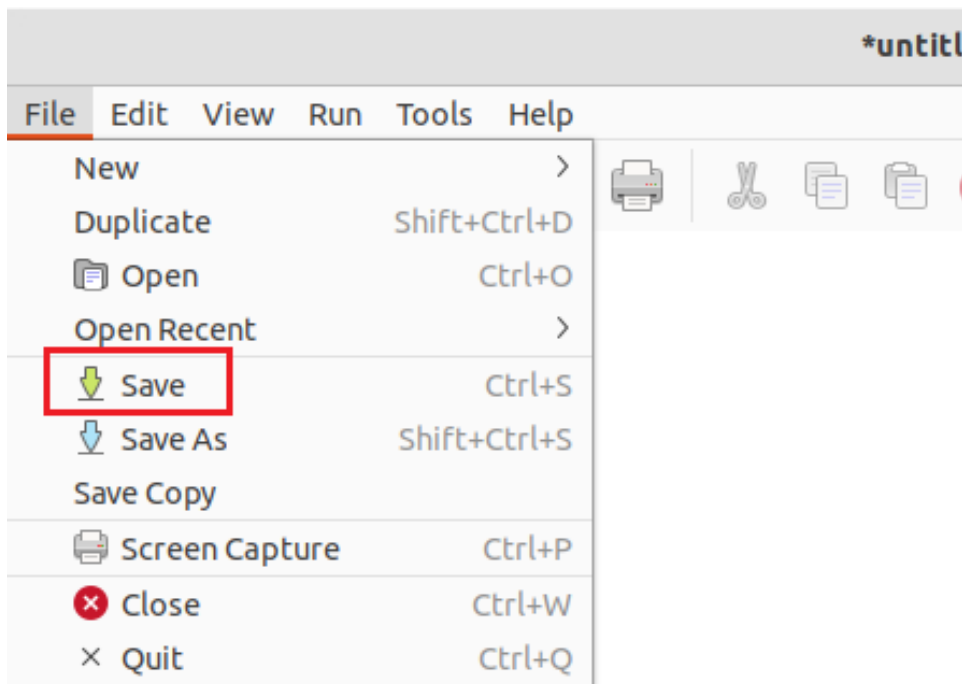 *untitl
File Edit View Run Tools Help
New
Duplicate Shift+Ctrl+D
Open Ctrl+O
Open Recent
Save Ctrl+S
Save As Shift+Ctrl+S
Save Copy
Screen Capture Ctrl+P
Close Ctrl+W
Quit Ctrl+Q